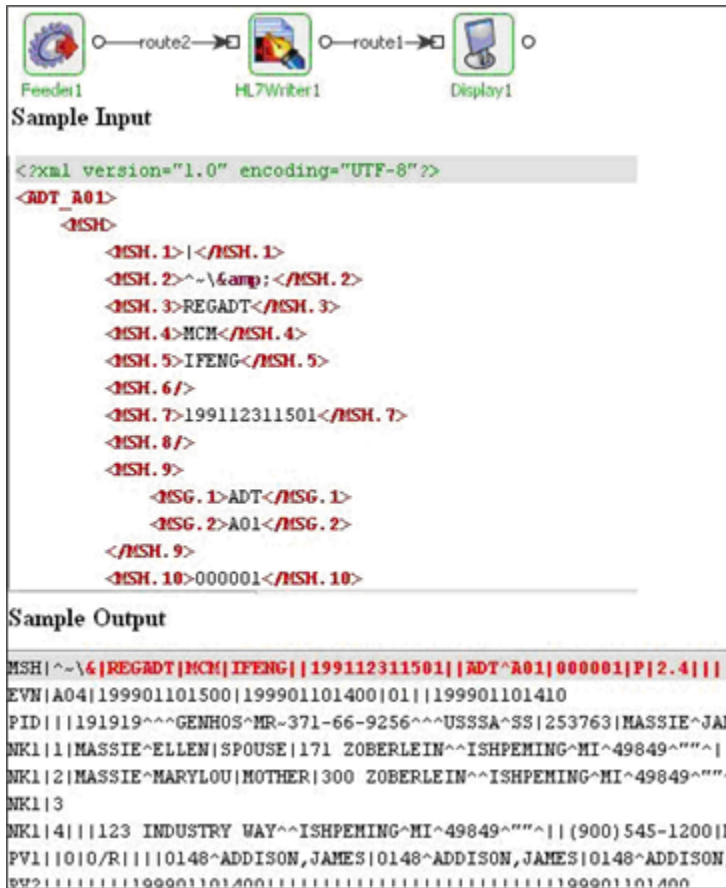 route2 route1
Feeder1 HL7Writer1 Display1
Sample Input
<?xml version="1.0" encoding="UTF-8"?>
<ADT_A01>
<MSH>
<MSH.1>|</MSH.1>
<MSH.2>^~\&amp;</MSH.2>
<MSH.3>REGADT</MSH.3>
<MSH.4>MCM</MSH.4>
<MSH.5>IFENG</MSH.5>
<MSH.6/>
<MSH.7>199112311501</MSH.7>
<MSH.8/>
<MSH.9>
<MSG.1>ADT</MSG.1>
<MSG.2>A01</MSG.2>
</MSH.9>
<MSH.10>000001</MSH.10>
Sample Output
MSH|^~\&|REGADT|MCM|IFENG||199112311501||ADT^A01|000001|P|2.4|||
EVN|A04|199901101500|199901101400|01||199901101410
PID|||191919^^^GENHOS^MR~371-66-9256^^^USSSA^SS|253763|MASSIE^JA
NK1|1|MASSIE^ELLEN|SPOUSE|171 ZOBERLEIN^^ISHPEMING^MI^49849^""^|
NK1|2|MASSIE^MARYLOU|MOTHER|300 ZOBERLEIN^^ISHPEMING^MI^49849^""^
NK1|3
NK1|4|||123 INDUSTRY WAY^^ISHPEMING^MI^49849^""^||(900)545-1200|
PV1||O|0/R||||0148^ADDISON,JAMES|0148^ADDISON,JAMES|0148^ADDISON
PV2||||||||199901101400||||||||||||||||||||||||||199901101400